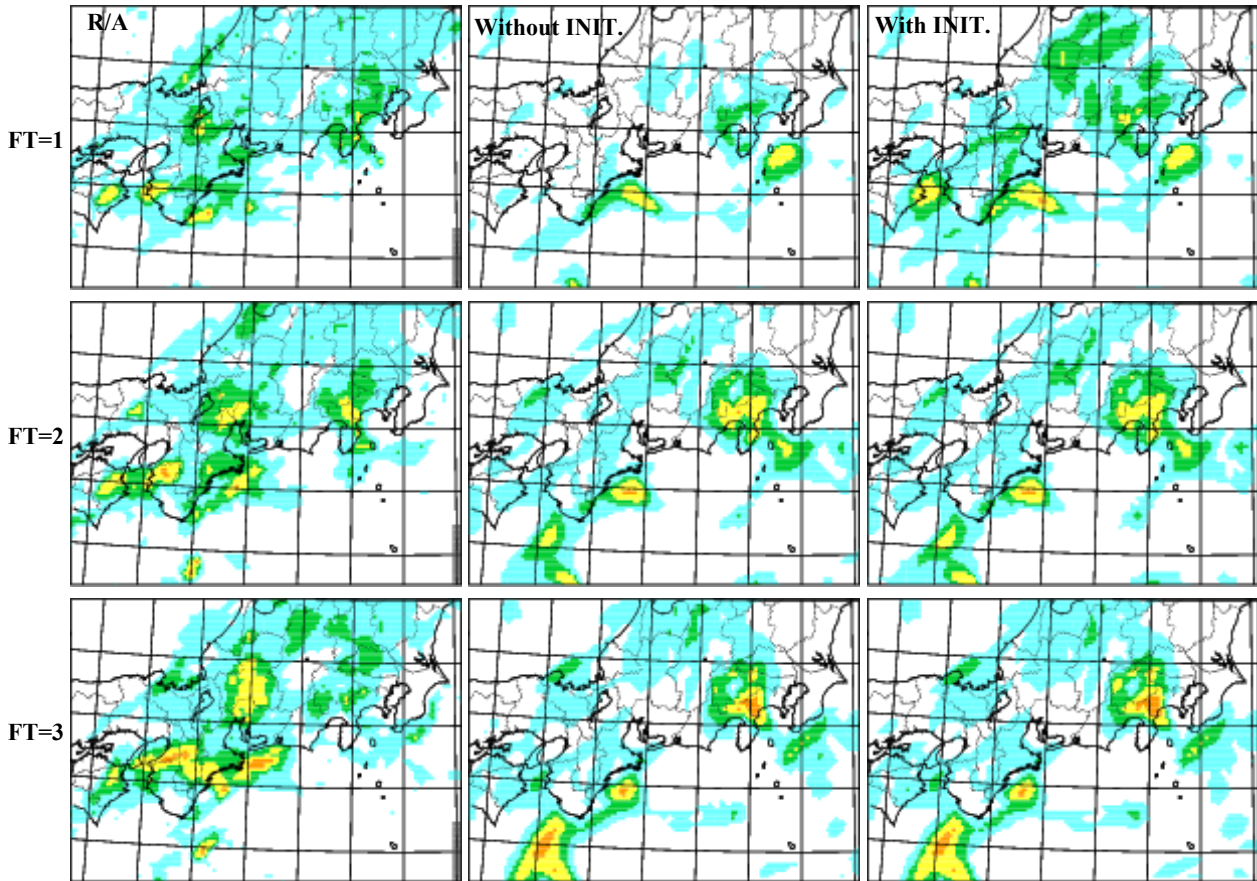 R/A
Without INIT.
With INIT.
FT=1
FT=2
FT=3